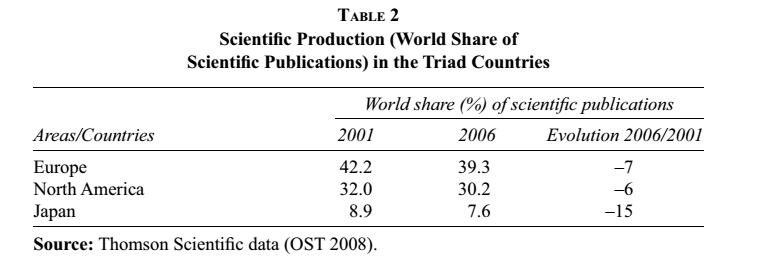 TABLE 2
Scientific Production (World Share of
Scientific Publications) in the Triad Countries
World share (%) of scientific publications
Areas/Countries 2001 2006 Evolution 2006/2001
Europe 42.2 39.3 –7
North America 32.0 30.2 –6
Japan 8.9 7.6 –15
Source: Thomson Scientific data (OST 2008).